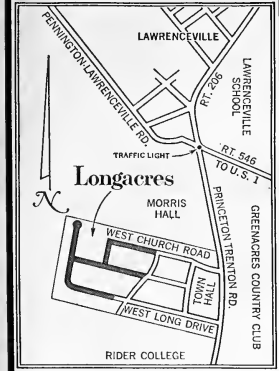 LAWRENCEVILLE
PENNINGTON-LAWRENCEVILLE RD.
RT. 206
LAWRENCEVILLE
SCHOOL
TRAFFIC LIGHT
RT. 546
TO U.S. 1
Longacres
MORRIS
HALL
N
WEST CHURCH ROAD
PRINCETON TRENTON RD.
GREENACRES COUNTRY CLUB
TOWN
HALL
WEST LONG DRIVE
RIDER COLLEGE